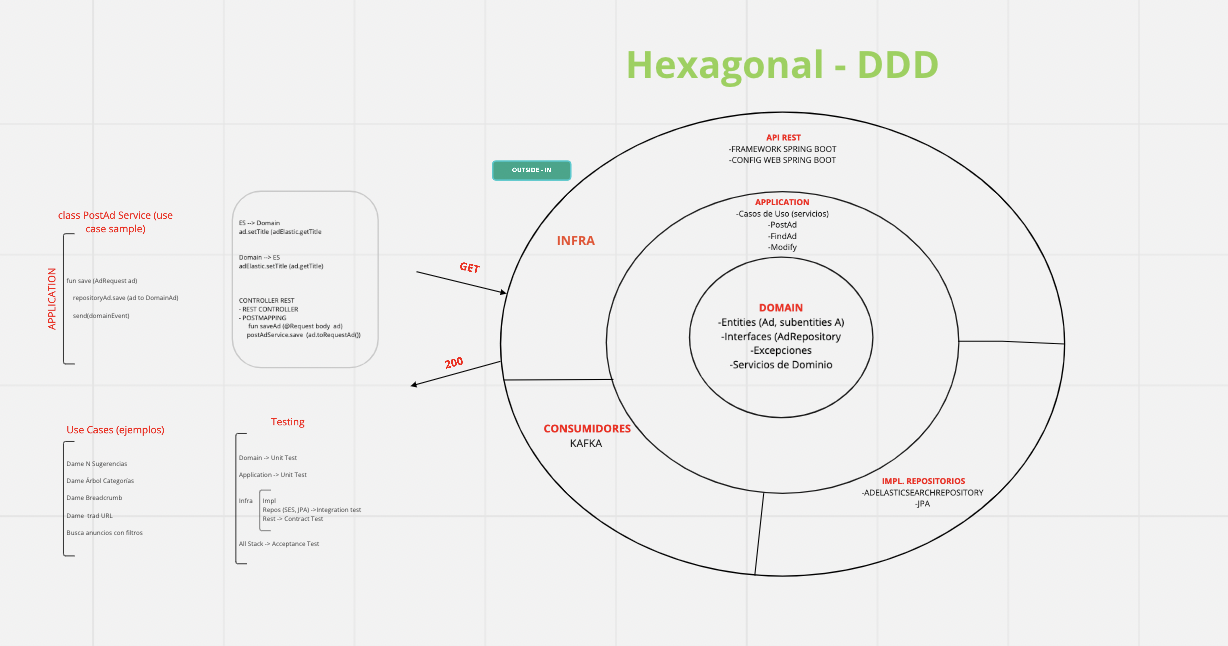 Hexagonal - DDD
OUTSIDE - IN
API REST
-FRAMEWORK SPRING BOOT
-CONFIG WEB SPRING BOOT
APPLICATION
-Casos de Uso (servicios)
-PostAd
-FindAd
-Modify
INFRA
DOMAIN
-Entities (Ad, subentities A)
-Interfaces (AdRepository
-Excepciones
-Servicios de Dominio
CONSUMIDORES
KAFKA
IMPL. REPOSITORIOS
-ADELASTICSEARCHREPOSITORY
-JPA
GET
200
class PostAd Service (use
case sample)
APPLICATION
fun save (AdRequest ad)
repositoryAd.save (ad to DomainAd)
send(domainEvent)
ES --> Domain
ad.setTitle (adElastic.getTitle
Domain --> ES
adElastic.setTitle (ad.getTitle)
CONTROLLER REST
- REST CONTROLLER
- POSTMAPPING
fun saveAd (@Request body ad)
postAdService.save (ad.toRequestAd())
Use Cases (ejemplos)
Dame N Sugerencias
Dame Árbol Categorías
Dame Breadcrumb
Dame trad URL
Busca anuncios con filtros
Testing
Domain -> Unit Test
Application -> Unit Test
Infra
Impl
Repos (SES, JPA) ->Integration test
Rest -> Contract Test
All Stack -> Acceptance Test